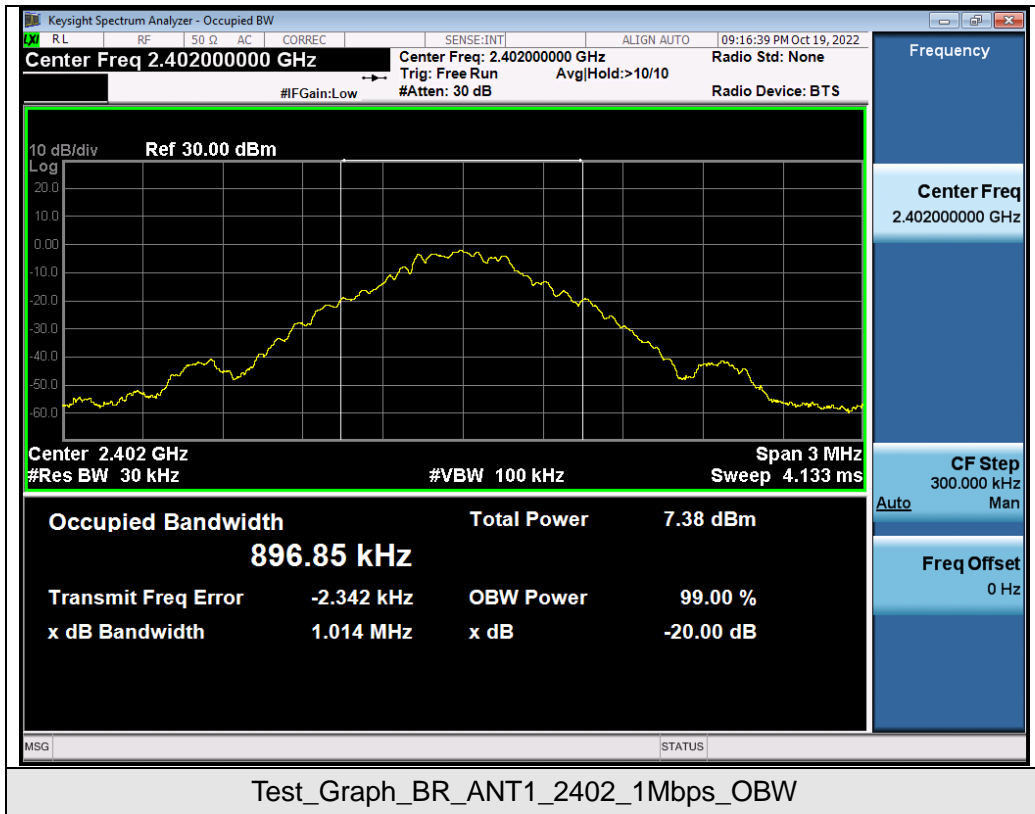 Keysight Spectrum Analyzer - Occupied BW
LXI RL RF 50 Ω AC CORREC SENSE:INT ALIGN AUTO 09:16:39 PM Oct 19, 2022
Center Freq 2.402000000 GHz
Center Freq: 2.402000000 GHz
Radio Std: None
Trig: Free Run Avg|Hold:>10/10
#IFGain:Low
#Atten: 30 dB
Radio Device: BTS
Frequency
10 dB/div Ref 30.00 dBm
Log
20.0
10.0
0.00
-10.0
-20.0
-30.0
-40.0
-50.0
-60.0
Center Freq
2.402000000 GHz
Center 2.402 GHz Span 3 MHz
#Res BW 30 kHz #VBW 100 kHz Sweep 4.133 ms
CF Step
300.000 kHz
Auto Man
Freq Offset
0 Hz
Occupied Bandwidth Total Power 7.38 dBm
896.85 kHz
Transmit Freq Error -2.342 kHz OBW Power 99.00 %
x dB Bandwidth 1.014 MHz x dB -20.00 dB
MSG STATUS
Test_Graph_BR_ANT1_2402_1Mbps_OBW